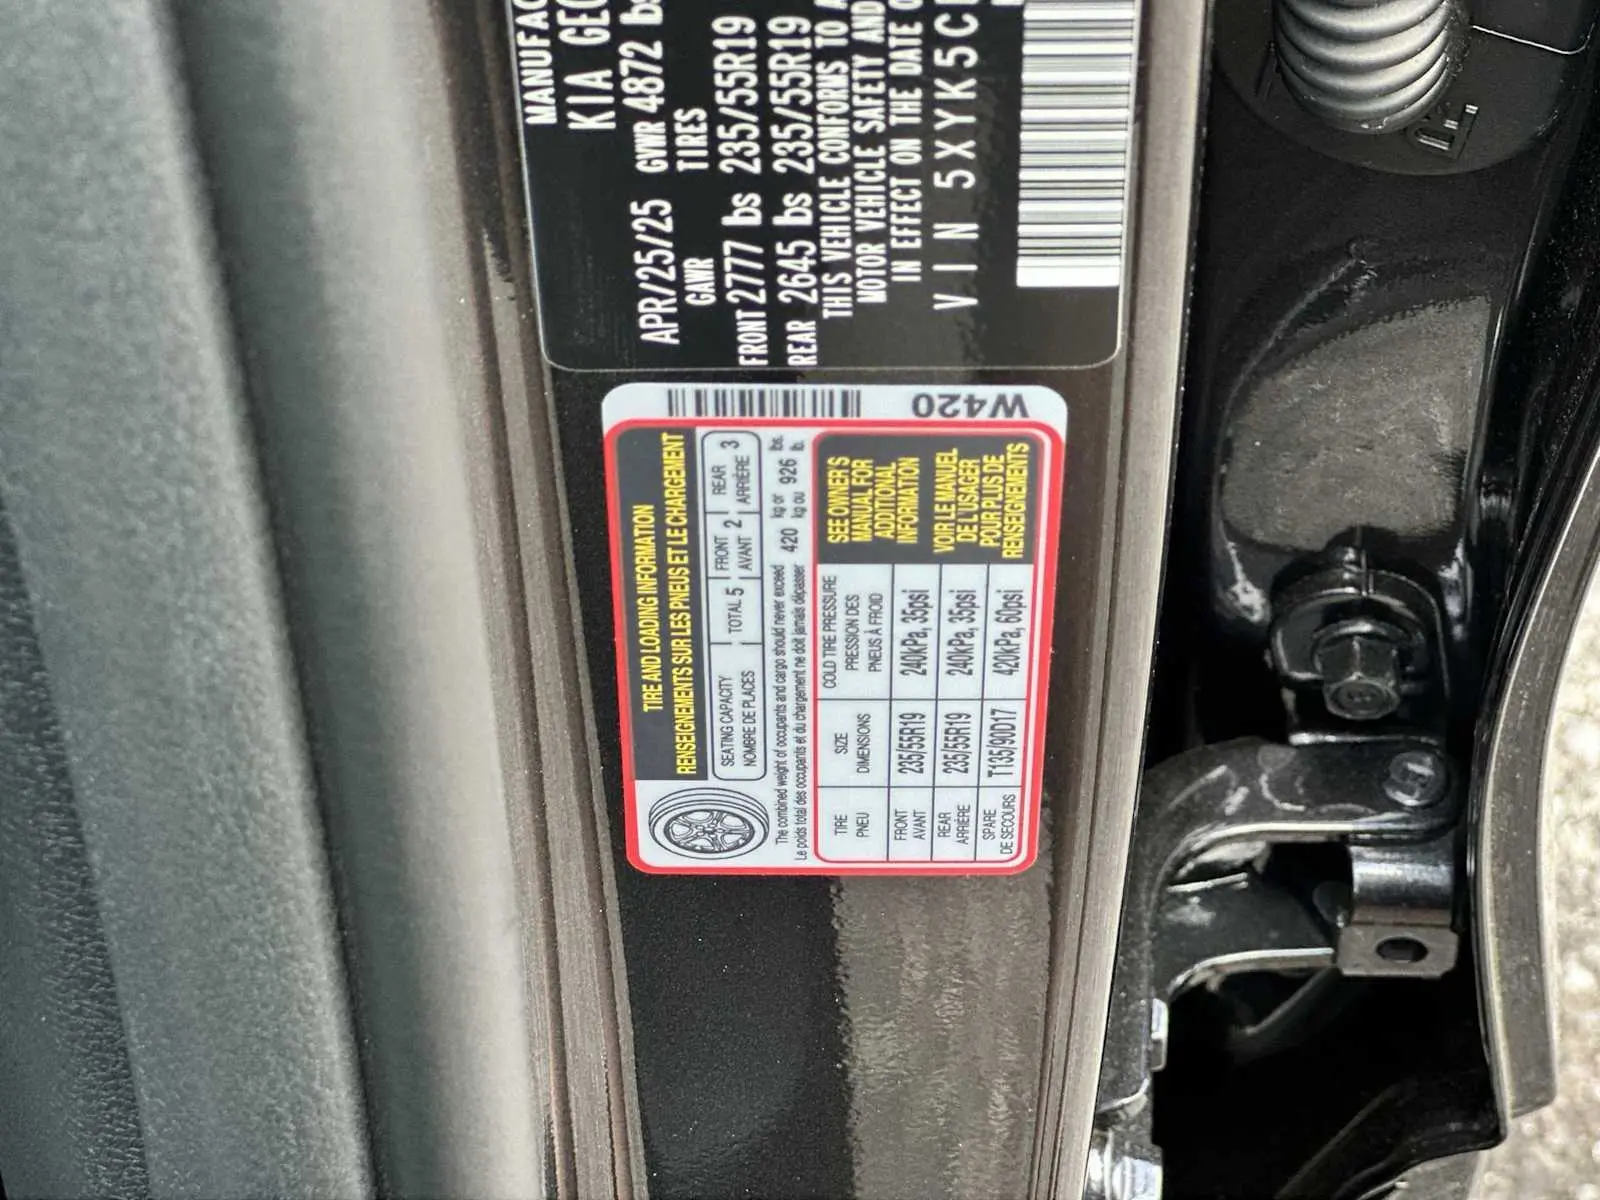 MANUFAC
KIA GEO
APR/25/25 GVWR 4872 lbs
GAWR TIRES
FRONT 2777 lbs 235/55R19
REAR 2645 lbs 235/55R19
THIS VEHICLE CONFORMS TO A
MOTOR VEHICLE SAFETY AND
IN EFFECT ON THE DATE O
VIN 5XYK5C
W420
TIRE AND LOADING INFORMATION
RENSEIGNEMENTS SUR LES PNEUS ET LE CHARGEMENT
SEATING CAPACITY TOTAL 5 FRONT 2 REAR 3
NOMBRE DE PLACES AVANT ARRIÈRE
The combined weight of occupants and cargo should never exceed 420 kg or 926 lbs.
Le poids total des occupants et du chargement ne doit jamais dépasser kg ou lb.
TIRE SIZE COLD TIRE PRESSURE
PNEU DIMENSIONS PRESSION DES
PNEUS À FROID
FRONT 235/55R19 240kPa, 35psi
AVANT
REAR 235/55R19 240kPa, 35psi
ARRIÈRE
SPARE T135/90D17 420kPa, 60psi
DE SECOURS
SEE OWNER'S
MANUAL FOR
ADDITIONAL
INFORMATION
VOIR LE MANUEL
DE L'USAGER
POUR PLUS DE
RENSEIGNEMENTS